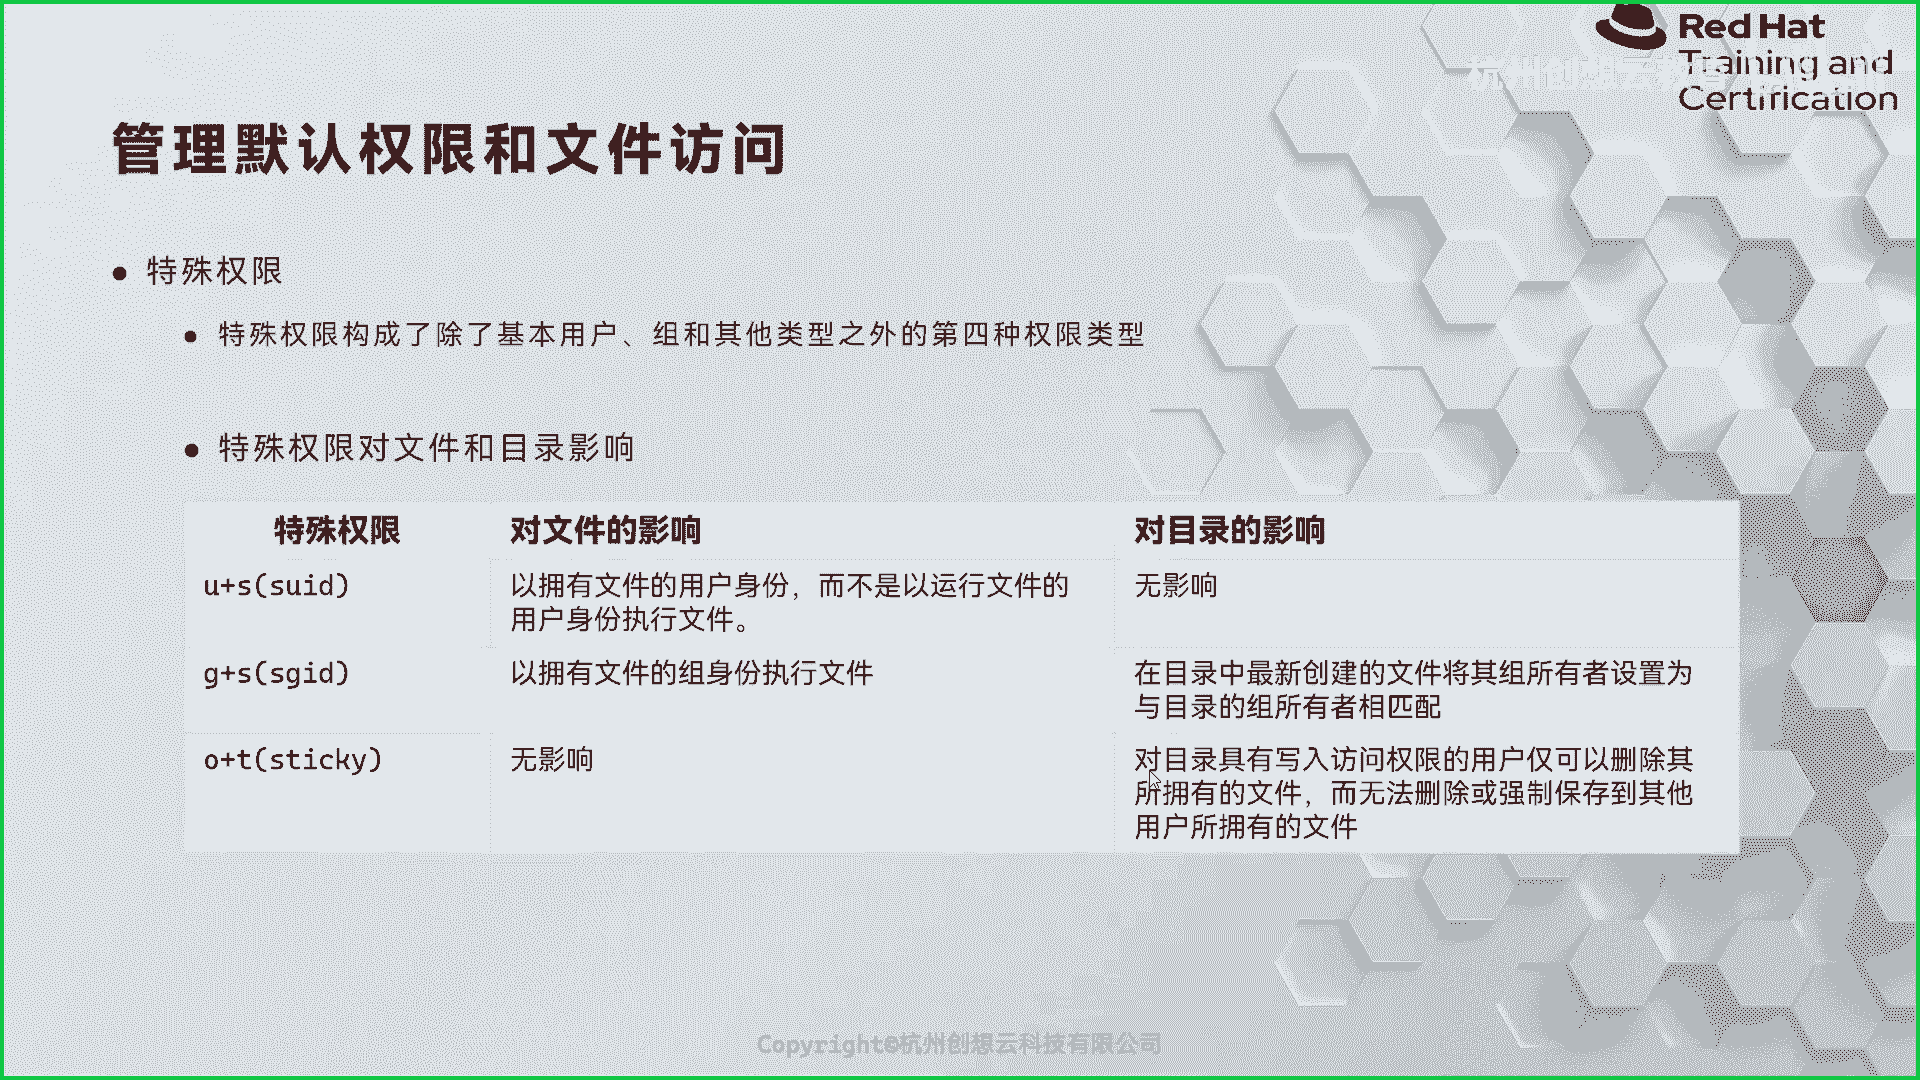 Red Hat
Training and
Certification
杭州创想云教育
管理默认权限和文件访问
特殊权限
特殊权限构成了除了基本用户、组和其他类型之外的第四种权限类型
特殊权限对文件和目录影响
特殊权限 对文件的影响 对目录的影响
u+s(suid) 以拥有文件的用户身份，而不是以运行文件的 无影响
用户身份执行文件。
g+s(sgid) 以拥有文件的组身份执行文件 在目录中最新创建的文件将其组所有者设置为
与目录的组所有者相匹配
o+t(sticky) 无影响 对目录具有写入访问权限的用户仅可以删除其
所拥有的文件，而无法删除或强制保存到其他
用户所拥有的文件
Copyright@杭州创想云科技有限公司